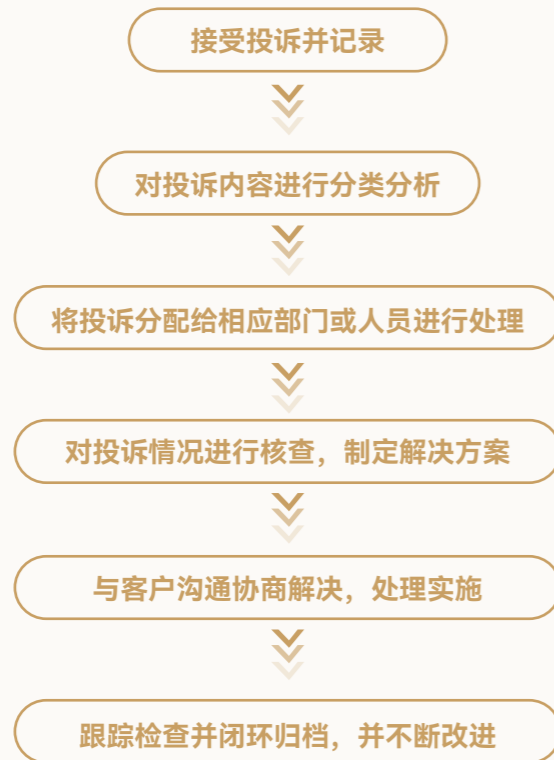 接受投诉并记录
对投诉内容进行分类分析
将投诉分配给相应部门或人员进行处理
对投诉情况进行核查，制定解决方案
与客户沟通协商解决，处理实施
跟踪检查并闭环归档，并不断改进